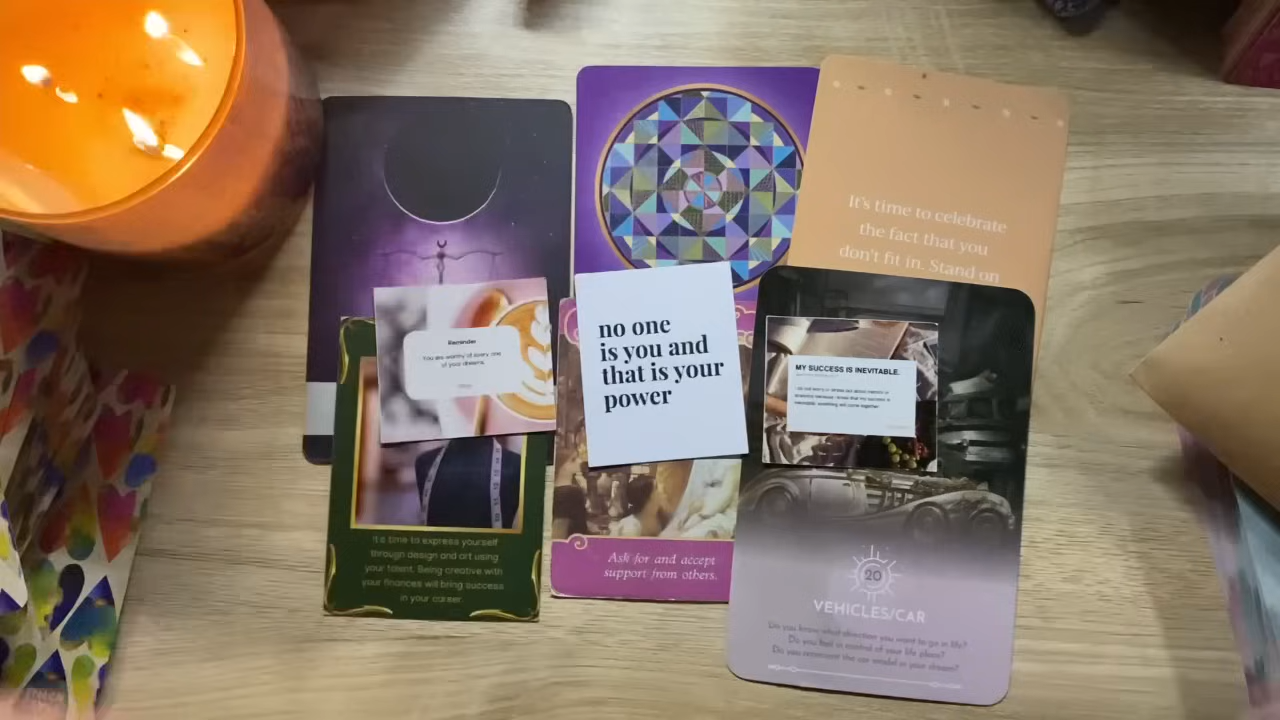 It's time to celebrate
the fact that you
don't fit in. Stand on
Reminder
You are worthy of every one
of your dreams.
no one
is you and
that is your
power
MY SUCCESS IS INEVITABLE.
It's time to express yourself
through design and art using
your talent. Being creative with
your finances will bring success
in your career.
Ask for and accept
support from others.
20
VEHICLES/CAR
Do you know what direction you want to go in life?
Do you feel in control of your life plans?
Do you the car model in your dream?